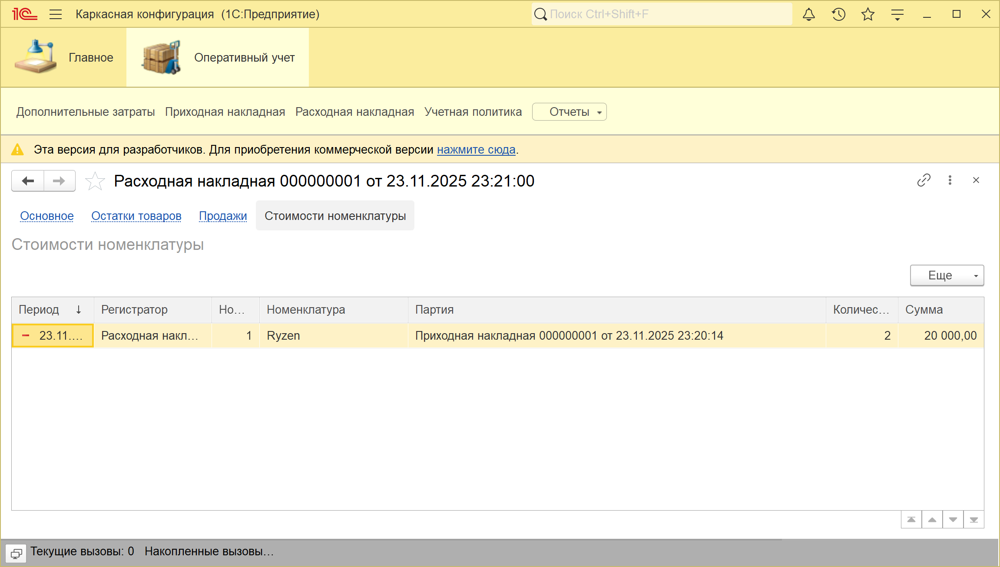 1С Каркасная конфигурация (1С:Предприятие) Поиск Ctrl+Shift+F
Главное Оперативный учет
Дополнительные затраты Приходная накладная Расходная накладная Учетная политика Отчеты
Эта версия для разработчиков. Для приобретения коммерческой версии нажмите сюда.
Расходная накладная 000000001 от 23.11.2025 23:21:00
Основное Остатки товаров Продажи Стоимости номенклатуры
Стоимости номенклатуры
Еще
Период ↓ Регистратор Но... Номенклатура Партия Количес... Сумма
23.11.... Расходная накл... 1 Ryzen Приходная накладная 000000001 от 23.11.2025 23:20:14 2 20 000,00
Текущие вызовы: 0 Накопленные вызовы...